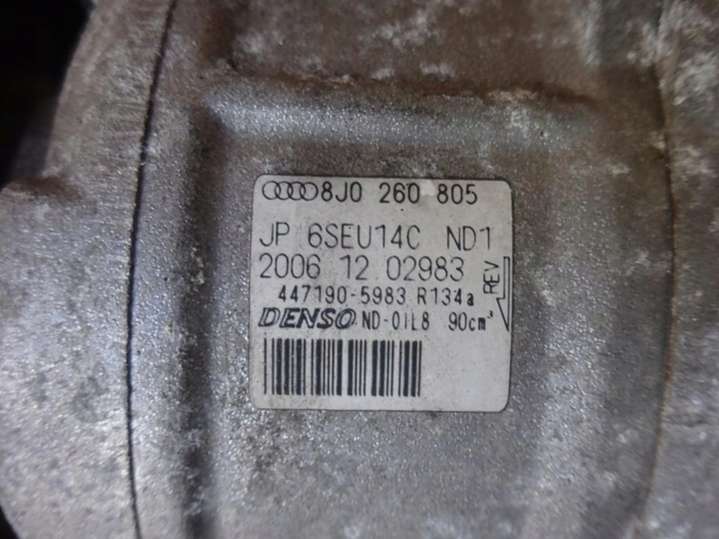 8J0 260 805
JP 6SEU14C ND1
2006 12 02983
447190-5983 R134a
DENSO ND-OIL8 90cm³
REV